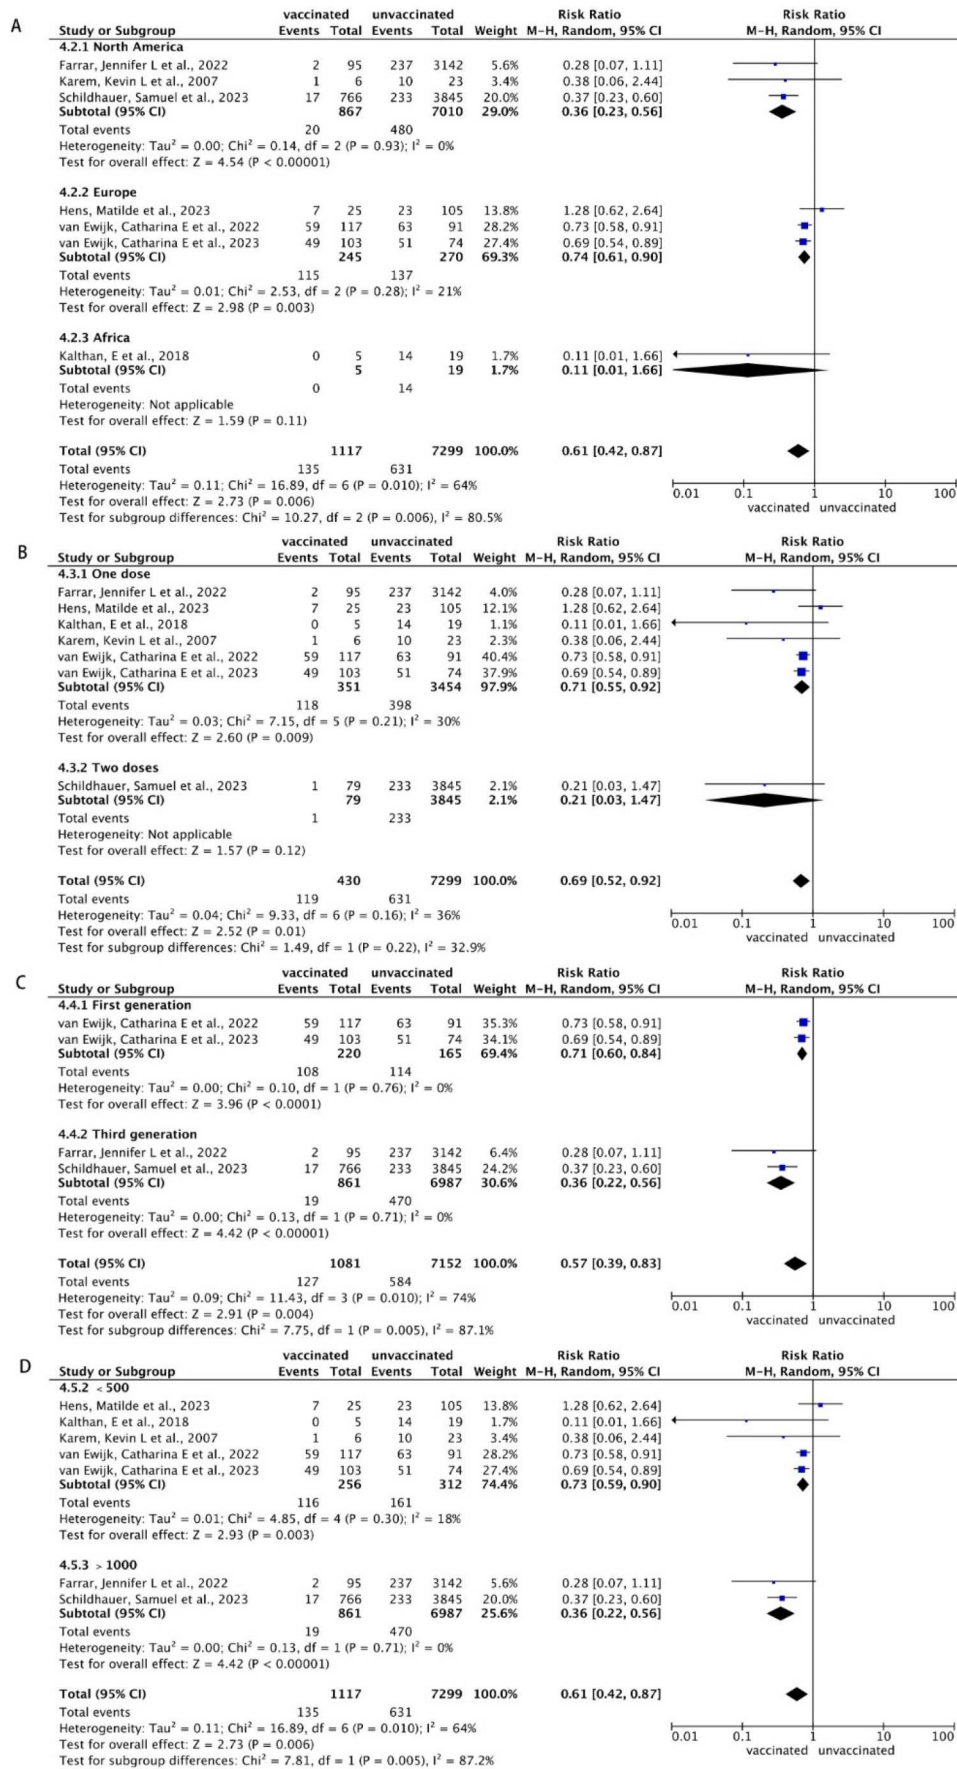 A
vaccinated unvaccinated Risk Ratio Risk Ratio
Study or Subgroup Events Total Events Total Weight M-H, Random, 95% CI M-H, Random, 95% CI
4.2.1 North America
Farrar, Jennifer L et al., 2022 2 95 237 3142 5.6% 0.28 [0.07, 1.11]
Karem, Kevin L et al., 2007 1 6 10 23 3.4% 0.38 [0.06, 2.44]
Schildhauer, Samuel et al., 2023 17 766 233 3845 20.0% 0.37 [0.23, 0.60]
Subtotal (95% CI) 867 7010 29.0% 0.36 [0.23, 0.56]
Total events 20 480
Heterogeneity: Tau² = 0.00; Chi² = 0.14, df = 2 (P = 0.93); I² = 0%
Test for overall effect: Z = 4.54 (P < 0.00001)
4.2.2 Europe
Hens, Matilde et al., 2023 7 25 23 105 13.8% 1.28 [0.62, 2.64]
van Ewijk, Catharina E et al., 2022 59 117 63 91 28.2% 0.73 [0.58, 0.91]
van Ewijk, Catharina E et al., 2023 49 103 51 74 27.4% 0.69 [0.54, 0.89]
Subtotal (95% CI) 245 270 69.3% 0.74 [0.61, 0.90]
Total events 115 137
Heterogeneity: Tau² = 0.01; Chi² = 2.53, df = 2 (P = 0.28); I² = 21%
Test for overall effect: Z = 2.98 (P = 0.003)
4.2.3 Africa
Kalthan, E et al., 2018 0 5 14 19 1.7% 0.11 [0.01, 1.66]
Subtotal (95% CI) 5 19 1.7% 0.11 [0.01, 1.66]
Total events 0 14
Heterogeneity: Not applicable
Test for overall effect: Z = 1.59 (P = 0.11)
Total (95% CI) 1117 7299 100.0% 0.61 [0.42, 0.87]
Total events 135 631
Heterogeneity: Tau² = 0.11; Chi² = 16.89, df = 6 (P = 0.010); I² = 64%
Test for overall effect: Z = 2.73 (P = 0.006)
Test for subgroup differences: Chi² = 10.27, df = 2 (P = 0.006), I² = 80.5%
0.01 0.1 1 10 100
vaccinated unvaccinated
B
vaccinated unvaccinated Risk Ratio Risk Ratio
Study or Subgroup Events Total Events Total Weight M-H, Random, 95% CI M-H, Random, 95% CI
4.3.1 One dose
Farrar, Jennifer L et al., 2022 2 95 237 3142 4.0% 0.28 [0.07, 1.11]
Hens, Matilde et al., 2023 7 25 23 105 12.1% 1.28 [0.62, 2.64]
Kalthan, E et al., 2018 0 5 14 19 1.1% 0.11 [0.01, 1.66]
Karem, Kevin L et al., 2007 1 6 10 23 2.3% 0.38 [0.06, 2.44]
van Ewijk, Catharina E et al., 2022 59 117 63 91 40.4% 0.73 [0.58, 0.91]
van Ewijk, Catharina E et al., 2023 49 103 51 74 37.9% 0.69 [0.54, 0.89]
Subtotal (95% CI) 351 3454 97.9% 0.71 [0.55, 0.92]
Total events 118 398
Heterogeneity: Tau² = 0.03; Chi² = 7.15, df = 5 (P = 0.21); I² = 30%
Test for overall effect: Z = 2.60 (P = 0.009)
4.3.2 Two doses
Schildhauer, Samuel et al., 2023 1 79 233 3845 2.1% 0.21 [0.03, 1.47]
Subtotal (95% CI) 79 3845 2.1% 0.21 [0.03, 1.47]
Total events 1 233
Heterogeneity: Not applicable
Test for overall effect: Z = 1.57 (P = 0.12)
Total (95% CI) 430 7299 100.0% 0.69 [0.52, 0.92]
Total events 119 631
Heterogeneity: Tau² = 0.04; Chi² = 9.33, df = 6 (P = 0.16); I² = 36%
Test for overall effect: Z = 2.52 (P = 0.01)
Test for subgroup differences: Chi² = 1.49, df = 1 (P = 0.22), I² = 32.9%
0.01 0.1 1 10 100
vaccinated unvaccinated
C
vaccinated unvaccinated Risk Ratio Risk Ratio
Study or Subgroup Events Total Events Total Weight M-H, Random, 95% CI M-H, Random, 95% CI
4.4.1 First generation
van Ewijk, Catharina E et al., 2022 59 117 63 91 35.3% 0.73 [0.58, 0.91]
van Ewijk, Catharina E et al., 2023 49 103 51 74 34.1% 0.69 [0.54, 0.89]
Subtotal (95% CI) 220 165 69.4% 0.71 [0.60, 0.84]
Total events 108 114
Heterogeneity: Tau² = 0.00; Chi² = 0.10, df = 1 (P = 0.76); I² = 0%
Test for overall effect: Z = 3.96 (P < 0.0001)
4.4.2 Third generation
Farrar, Jennifer L et al., 2022 2 95 237 3142 6.4% 0.28 [0.07, 1.11]
Schildhauer, Samuel et al., 2023 17 766 233 3845 24.2% 0.37 [0.23, 0.60]
Subtotal (95% CI) 861 6987 30.6% 0.36 [0.22, 0.56]
Total events 19 470
Heterogeneity: Tau² = 0.00; Chi² = 0.13, df = 1 (P = 0.71); I² = 0%
Test for overall effect: Z = 4.42 (P < 0.00001)
Total (95% CI) 1081 7152 100.0% 0.57 [0.39, 0.83]
Total events 127 584
Heterogeneity: Tau² = 0.09; Chi² = 11.43, df = 3 (P = 0.010); I² = 74%
Test for overall effect: Z = 2.91 (P = 0.004)
Test for subgroup differences: Chi² = 7.75, df = 1 (P = 0.005), I² = 87.1%
0.01 0.1 1 10 100
vaccinated unvaccinated
D
vaccinated unvaccinated Risk Ratio Risk Ratio
Study or Subgroup Events Total Events Total Weight M-H, Random, 95% CI M-H, Random, 95% CI
4.5.2 <500
Hens, Matilde et al., 2023 7 25 23 105 13.8% 1.28 [0.62, 2.64]
Kalthan, E et al., 2018 0 5 14 19 1.7% 0.11 [0.01, 1.66]
Karem, Kevin L et al., 2007 1 6 10 23 3.4% 0.38 [0.06, 2.44]
van Ewijk, Catharina E et al., 2022 59 117 63 91 28.2% 0.73 [0.58, 0.91]
van Ewijk, Catharina E et al., 2023 49 103 51 74 27.4% 0.69 [0.54, 0.89]
Subtotal (95% CI) 256 312 74.4% 0.73 [0.59, 0.90]
Total events 116 161
Heterogeneity: Tau² = 0.01; Chi² = 4.85, df = 4 (P = 0.30); I² = 18%
Test for overall effect: Z = 2.93 (P = 0.003)
4.5.3 >1000
Farrar, Jennifer L et al., 2022 2 95 237 3142 5.6% 0.28 [0.07, 1.11]
Schildhauer, Samuel et al., 2023 17 766 233 3845 20.0% 0.37 [0.23, 0.60]
Subtotal (95% CI) 861 6987 25.6% 0.36 [0.22, 0.56]
Total events 19 470
Heterogeneity: Tau² = 0.00; Chi² = 0.13, df = 1 (P = 0.71); I² = 0%
Test for overall effect: Z = 4.42 (P < 0.00001)
Total (95% CI) 1117 7299 100.0% 0.61 [0.42, 0.87]
Total events 135 631
Heterogeneity: Tau² = 0.11; Chi² = 16.89, df = 6 (P = 0.010); I² = 64%
Test for overall effect: Z = 2.73 (P = 0.006)
Test for subgroup differences: Chi² = 7.81, df = 1 (P = 0.005), I² = 87.2%
0.01 0.1 1 10 100
vaccinated unvaccinated